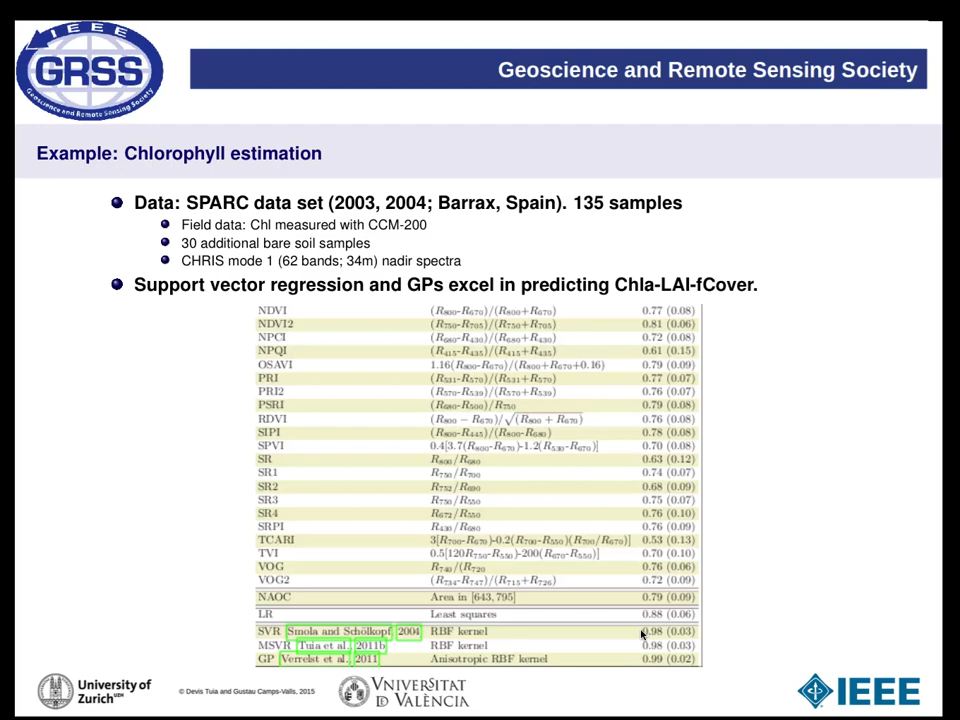 IEEE
GRSS
Geoscience and Remote Sensing Society
Geoscience and Remote Sensing Society
Example: Chlorophyll estimation
Data: SPARC data set (2003, 2004; Barrax, Spain). 135 samples
Field data: Chl measured with CCM-200
30 additional bare soil samples
CHRIS mode 1 (62 bands; 34m) nadir spectra
Support vector regression and GPs excel in predicting Chla-LAI-fCover.
NDVI (R800-R670)/(R800+R670) 0.77 (0.08)
NDVI2 (R750-R705)/(R750+R705) 0.81 (0.06)
NPCI (R680-R430)/(R680+R430) 0.72 (0.08)
NPQI (R415-R435)/(R415+R435) 0.61 (0.15)
OSAVI 1.16(R800-R670)/(R800+R670+0.16) 0.79 (0.09)
PRI (R531-R570)/(R531+R570) 0.77 (0.07)
PRI2 (R570-R539)/(R570+R539) 0.76 (0.07)
PSRI (R680-R500)/R750 0.79 (0.08)
RDVI (R800 − R670)/√(R800 + R670) 0.76 (0.08)
SIPI (R800-R445)/(R800-R680) 0.78 (0.08)
SPVI 0.4[3.7(R800-R670)-1.2(R530-R670)] 0.70 (0.08)
SR R800/R680 0.63 (0.12)
SR1 R750/R700 0.74 (0.07)
SR2 R752/R690 0.68 (0.09)
SR3 R750/R550 0.75 (0.07)
SR4 R672/R550 0.76 (0.10)
SRPI R430/R680 0.76 (0.09)
TCARI 3[R700-R670)-0.2(R700-R550)(R700/R670)] 0.53 (0.13)
TVI 0.5[120R750-R550)-200(R670-R550)] 0.70 (0.10)
VOG R740/(R720 0.76 (0.06)
VOG2 (R734-R747)/(R715+R726) 0.72 (0.09)
NAOC Area in [643, 795] 0.79 (0.09)
LR Least squares 0.88 (0.06)
SVR Smola and Schölkopf, 2004 RBF kernel 0.98 (0.03)
MSVR Tuia et al., 2011b RBF kernel 0.98 (0.03)
GP Verrelst et al., 2011 Anisotropic RBF kernel 0.99 (0.02)
University of
Zurich UZH
© Devis Tuia and Gustau Camps-Valls, 2015
VNIVERSITAT
DE VALÈNCIA
IEEE